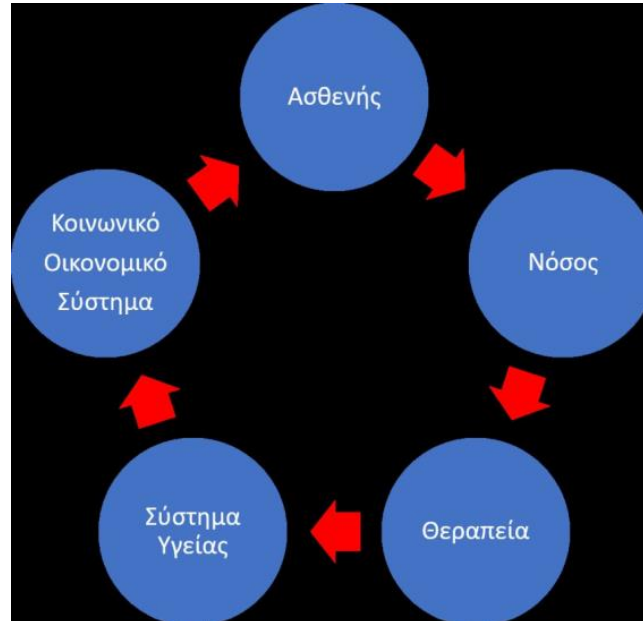 Ασθενής
Νόσος
Θεραπεία
Σύστημα
Υγείας
Κοινωνικό
Οικονομικό
Σύστημα